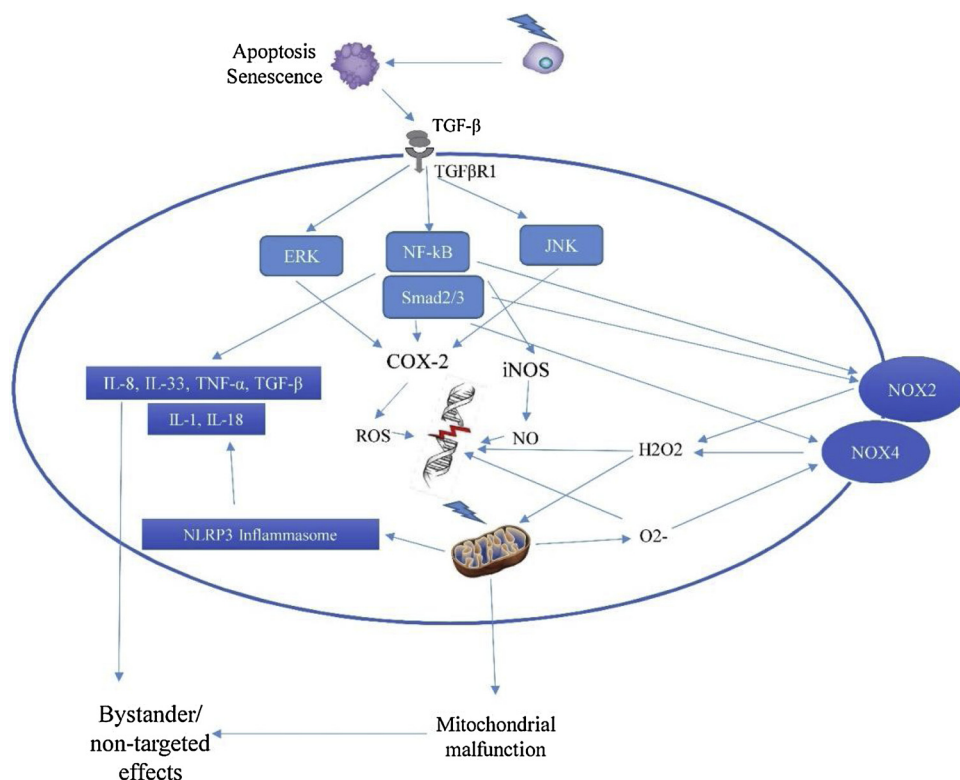 Apoptosis
Senescence
TGF-β
TGFβR1
ERK
NF-kB
JNK
Smad2/3
COX-2
iNOS
IL-8, IL-33, TNF-α, TGF-β
IL-1, IL-18
NOX2
ROS
NO
H2O2
NOX4
NLRP3 Inflammasome
O2-
Bystander/
non-targeted
effects
Mitochondrial
malfunction